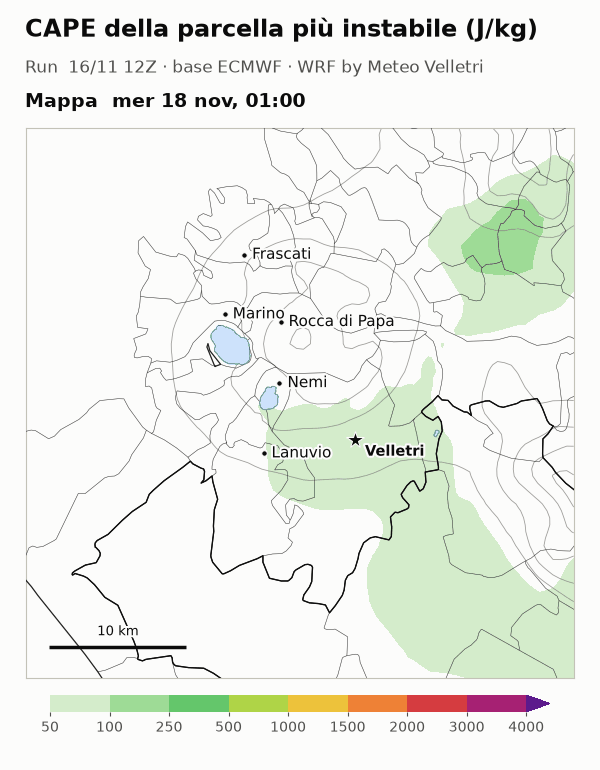 CAPE della parcella più instabile (J/kg)
Run  16/11 12Z · base ECMWF · WRF by Meteo Velletri
Mappa  mer 18 nov, 01:00
Frascati
Marino
Rocca di Papa
Nemi
Velletri
Lanuvio
10 km
50 100 250 500 1000 1500 2000 3000 4000